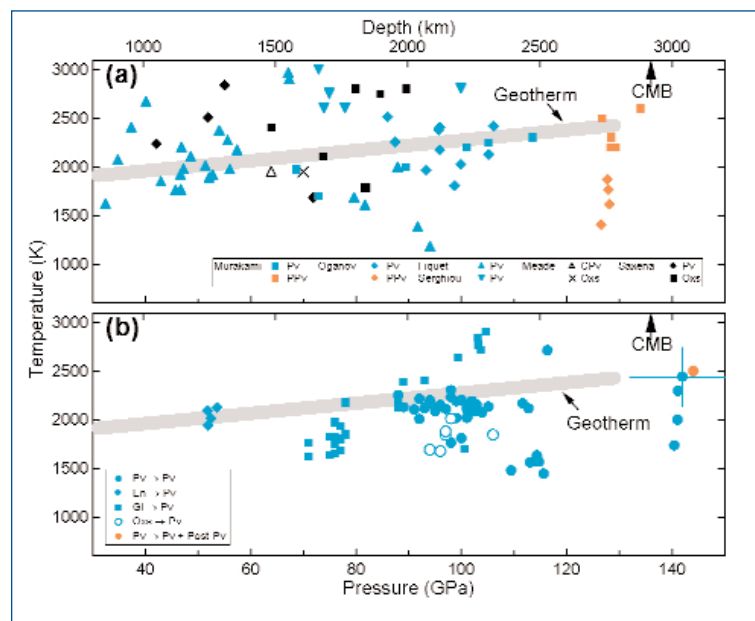 Depth (km)
1000 1500 2000 2500 3000
(a)
3000
2500
2000
1500
1000
CMB
Geotherm
Murakami Pv Oganov Pv Fiquet Pv Meade CPv Saxena Pv
PPv PPv Serghiou Pv Oxs Oxs
Temperature (K)
(b)
3000
2500
2000
1500
1000
CMB
Geotherm
Pv → Pv
En → Pv
Gl → Pv
Oxs → Pv
Pv → Pv + Post Pv
40 60 80 100 120 140
Pressure (GPa)